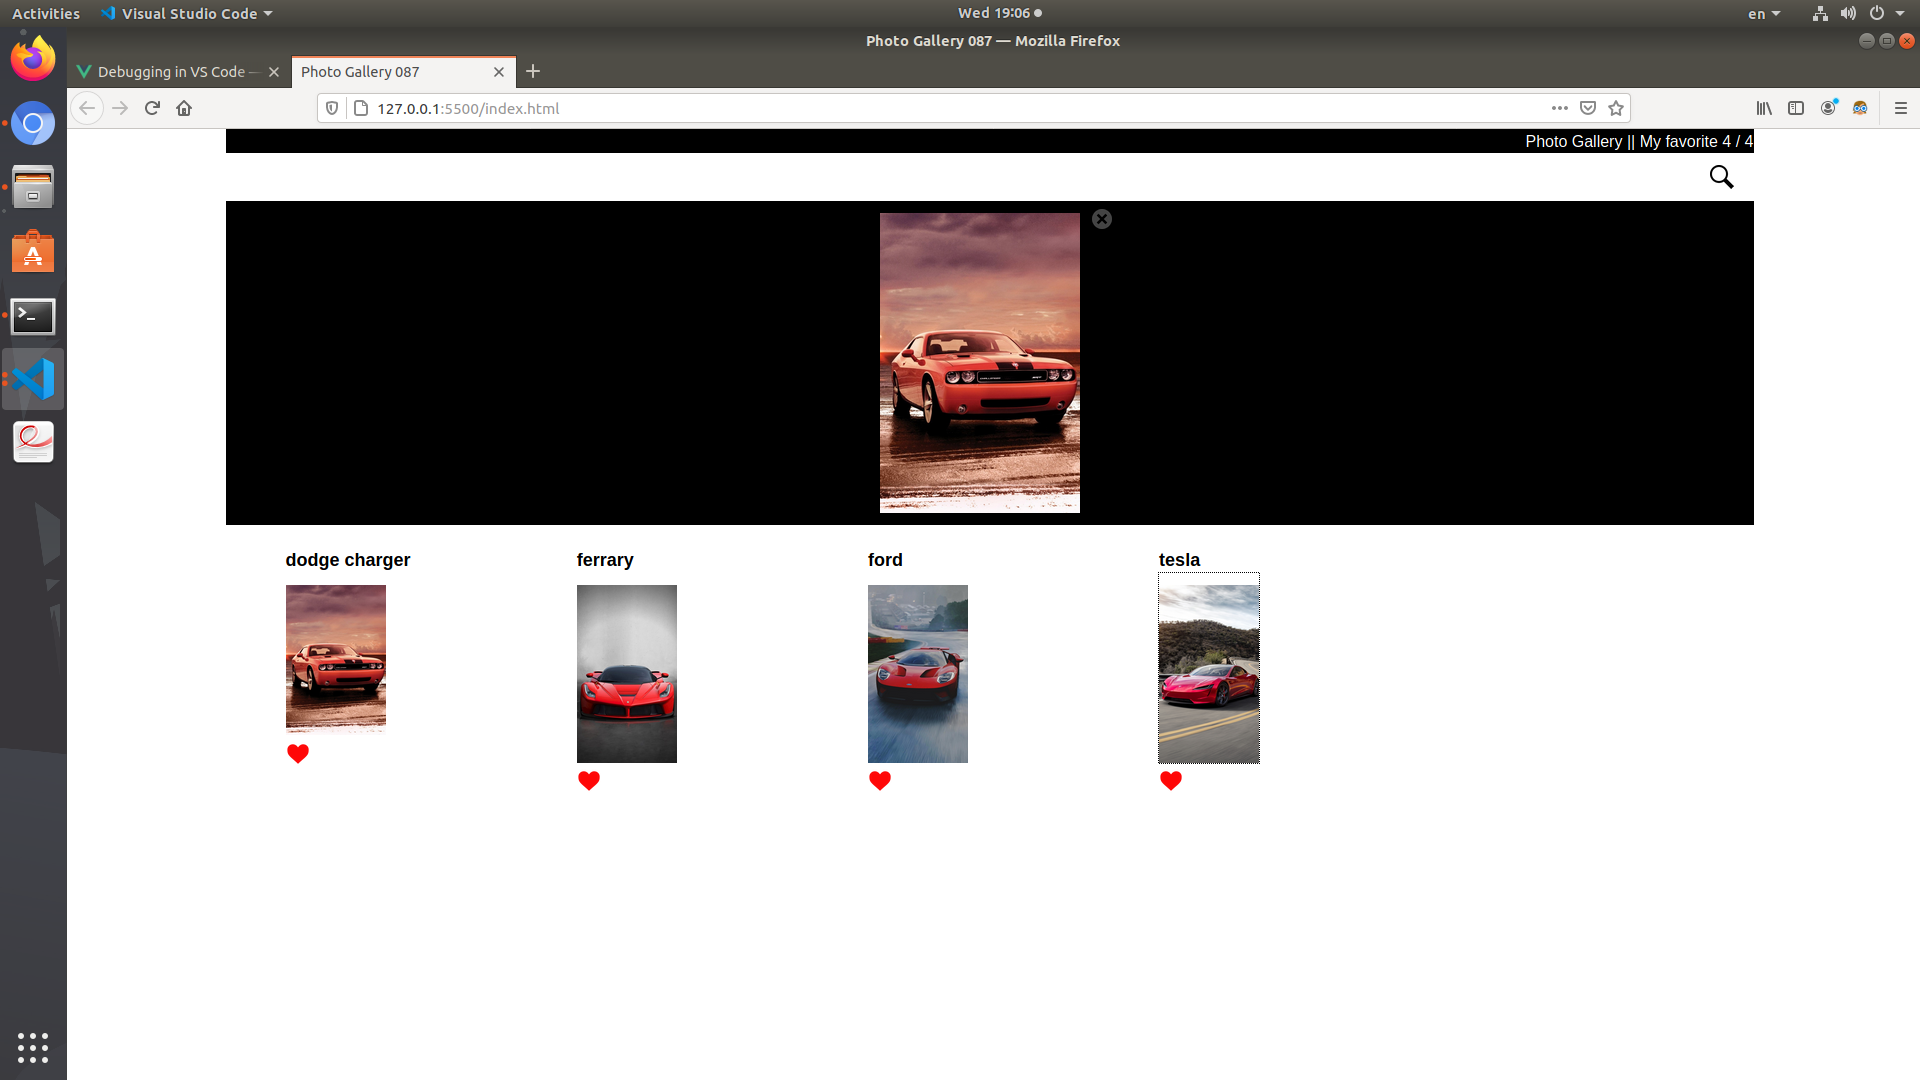 Activities
Visual Studio Code
Wed 19:06
en
Photo Gallery 087 — Mozilla Firefox
Debugging in VS Code —
Photo Gallery 087
127.0.0.1:5500/index.html
Photo Gallery || My favorite 4 / 4
dodge charger
ferrary
ford
tesla